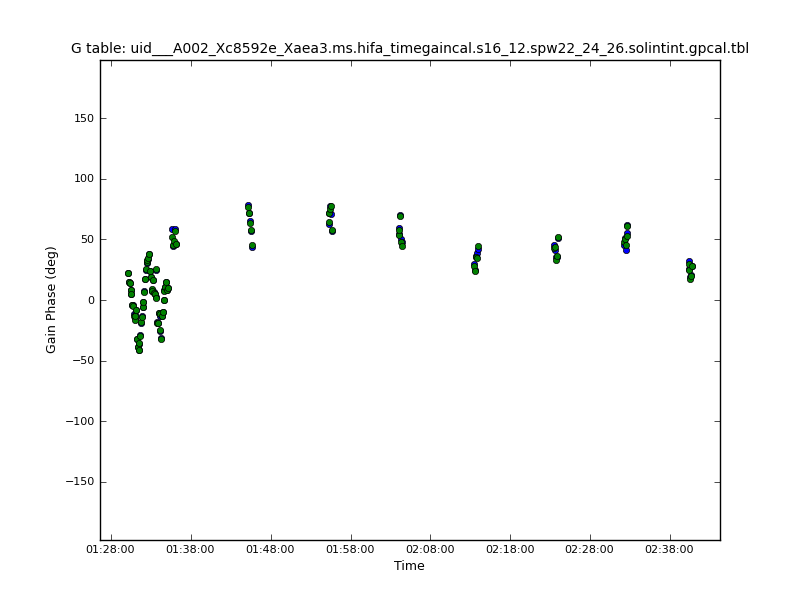 G table: uid___A002_Xc8592e_Xaea3.ms.hifa_timegaincal.s16_12.spw22_24_26.solintint.gpcal.tbl
150
100
50
0
−50
−100
−150
Gain Phase (deg)
01:28:00 01:38:00 01:48:00 01:58:00 02:08:00 02:18:00 02:28:00 02:38:00
Time